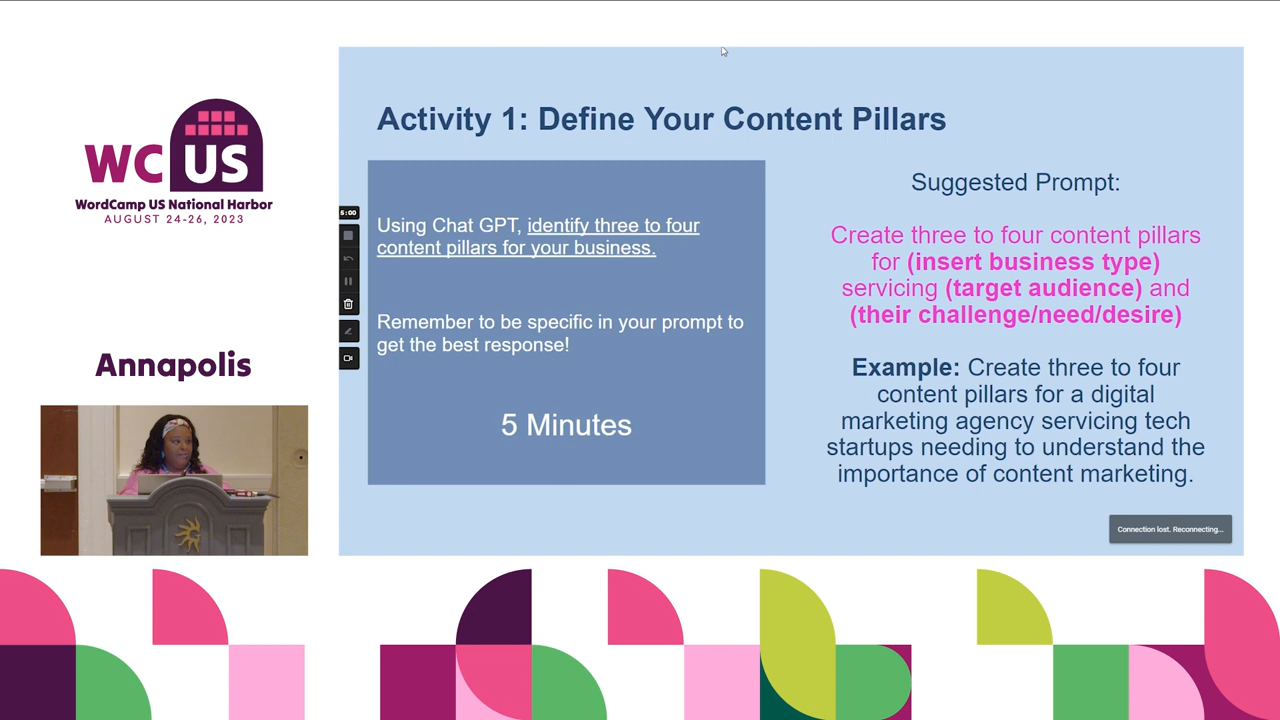 WC US
WordCamp US National Harbor
AUGUST 24-26, 2023
Annapolis
Activity 1: Define Your Content Pillars
5:00
Using Chat GPT, identify three to four
content pillars for your business.
Remember to be specific in your prompt to
get the best response!
5 Minutes
Suggested Prompt:
Create three to four content pillars
for (insert business type)
servicing (target audience) and
(their challenge/need/desire)
Example: Create three to four
content pillars for a digital
marketing agency servicing tech
startups needing to understand the
importance of content marketing.
Connection lost. Reconnecting...